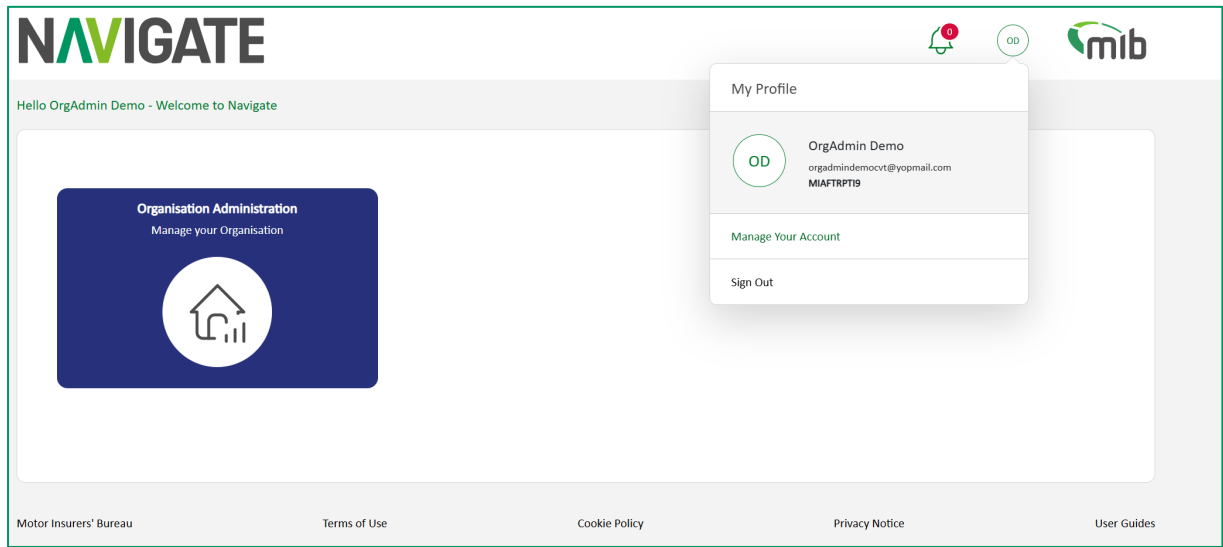 NAVIGATE
0
OD
mib
My Profile
Hello OrgAdmin Demo - Welcome to Navigate
OD
OrgAdmin Demo
orgadmindemocvt@yopmail.com
MIAFTRPTI9
Organisation Administration
Manage your Organisation
Manage Your Account
Sign Out
Motor Insurers' Bureau
Terms of Use
Cookie Policy
Privacy Notice
User Guides